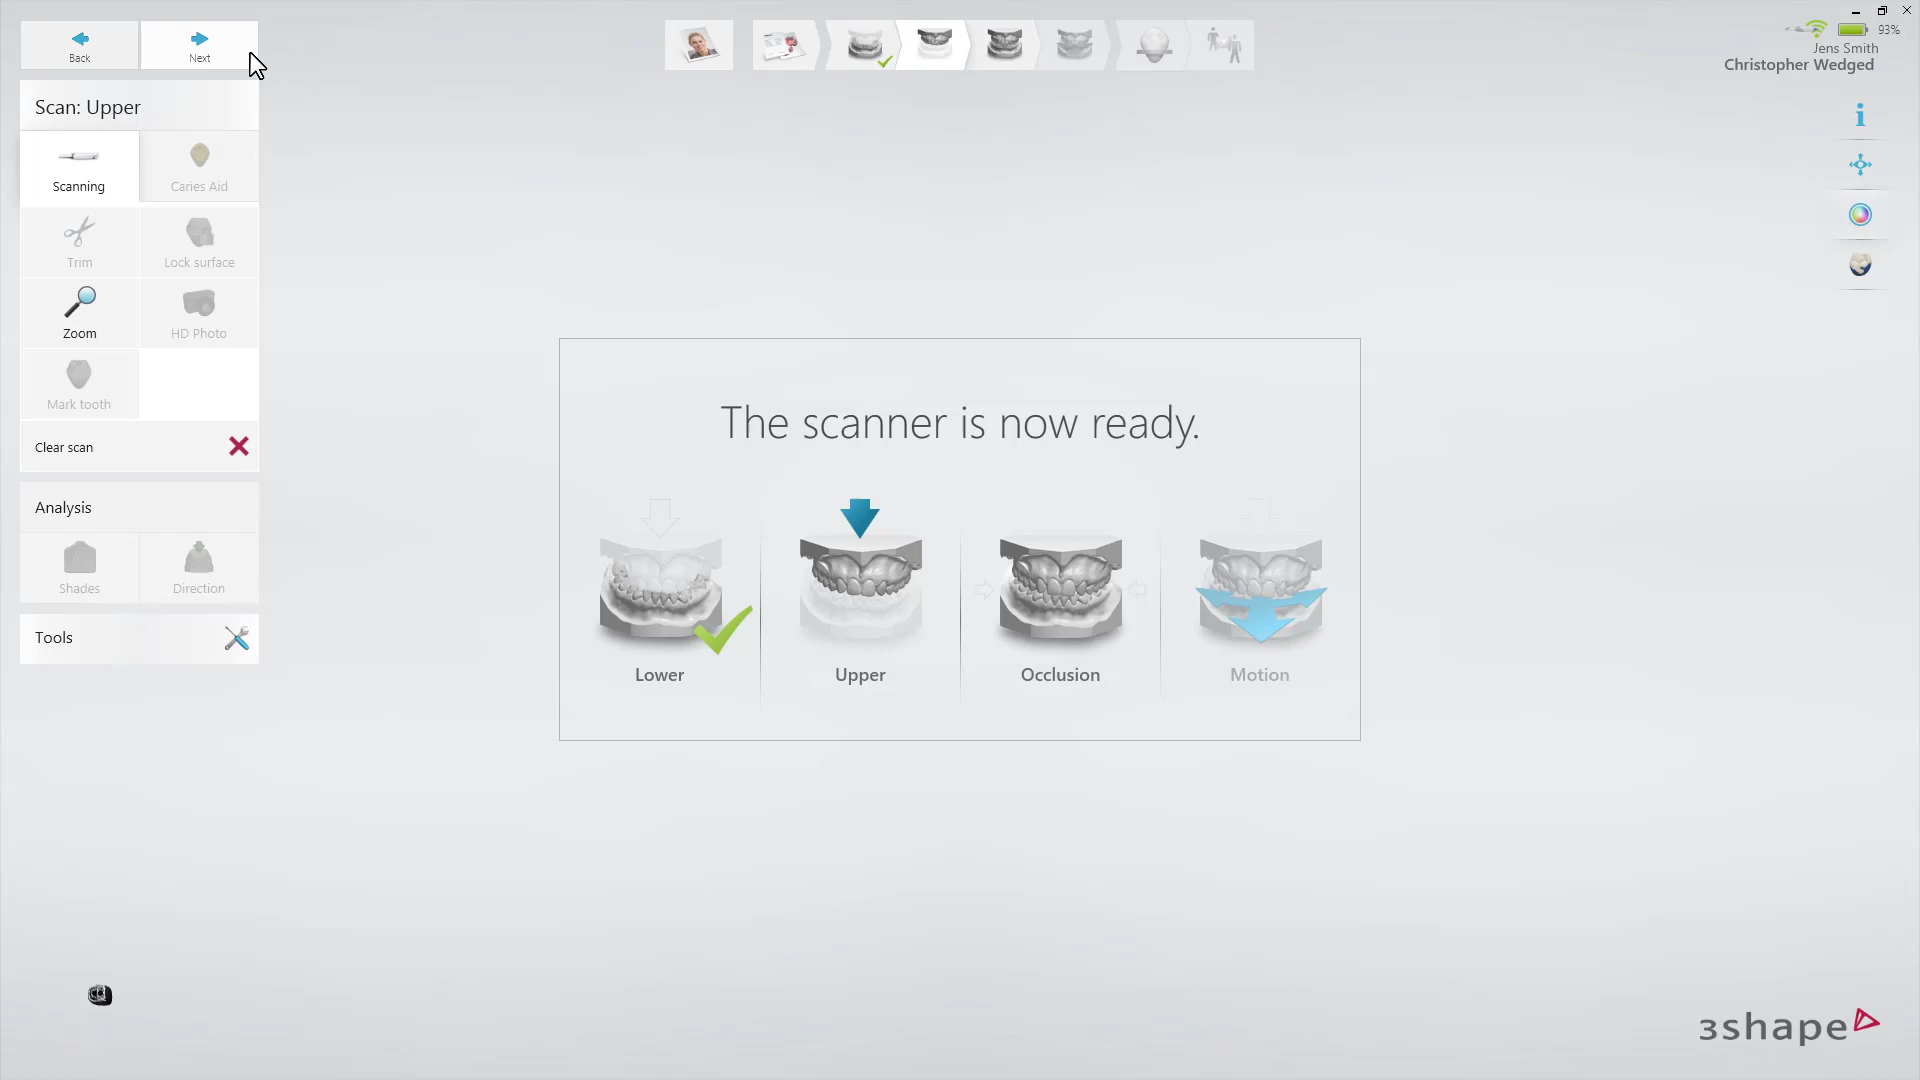 Back
Next
93%
Jens Smith
Christopher Wedged
Scan: Upper
Scanning
Caries Aid
Trim
Lock surface
Zoom
HD Photo
Mark tooth
Clear scan
Analysis
Shades
Direction
Tools
The scanner is now ready.
Lower
Upper
Occlusion
Motion
3shape